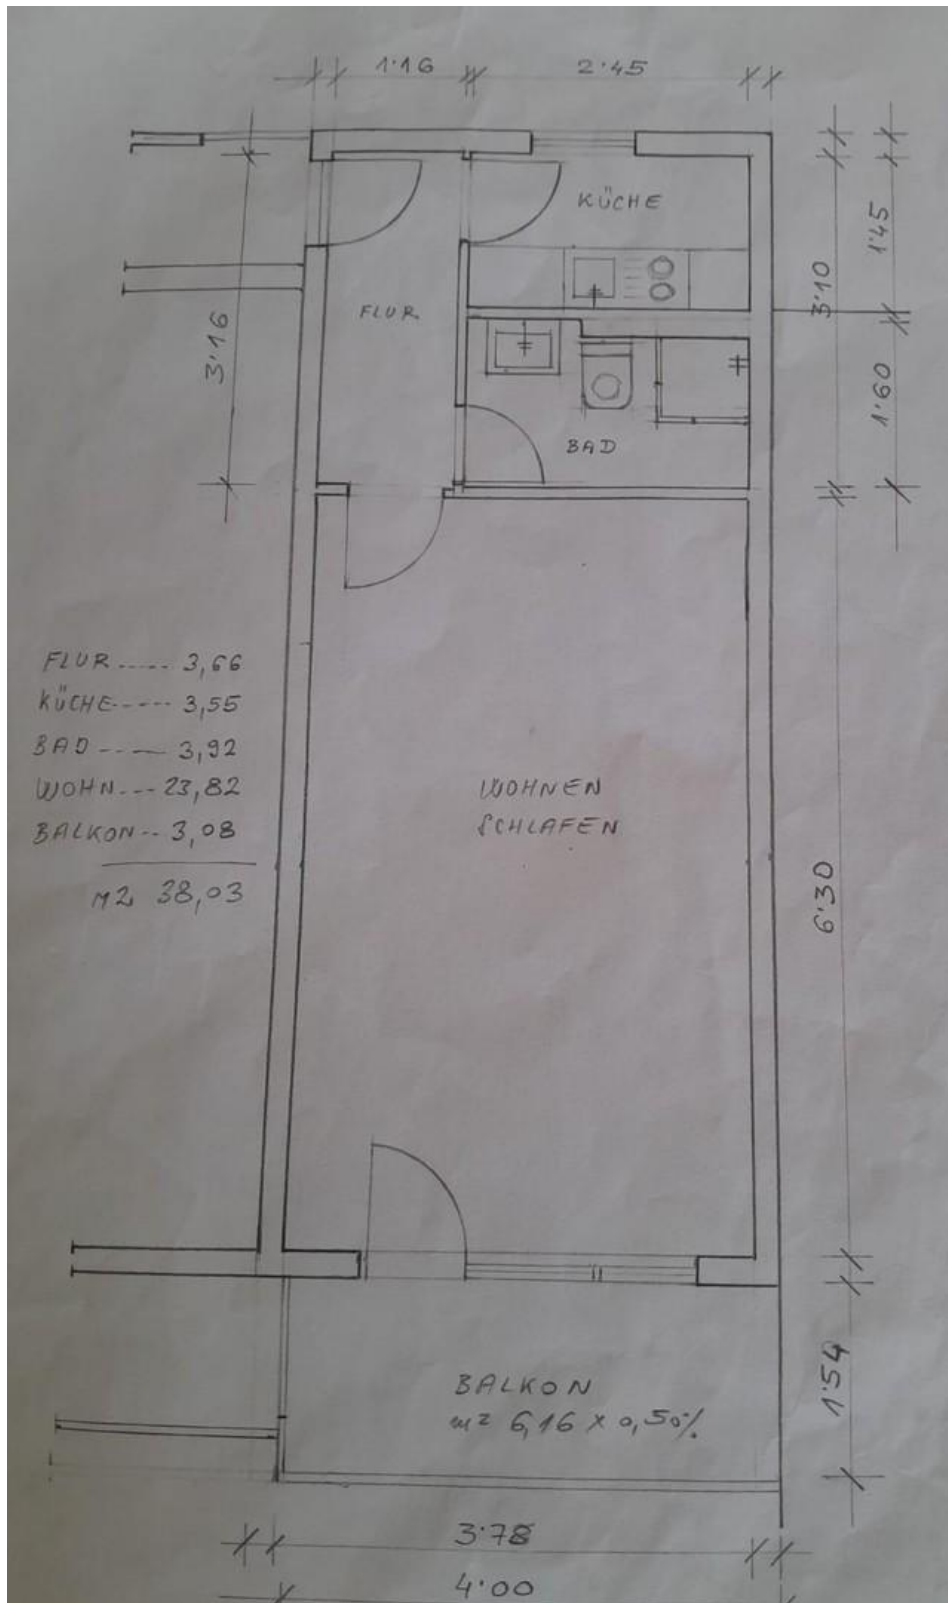 1·16 2·45
KÜCHE
1·45
3·10
FLUR
3·16
1·60
BAD
FLUR ----- 3,66
KÜCHE ----- 3,55
BAD ----- 3,92
WOHN --- 23,82
BALKON -- 3,08
m2 38,03
WOHNEN
SCHLAFEN
6·30
BALKON
m² 6,16 x 0,50%
1·54
3·78
4·00